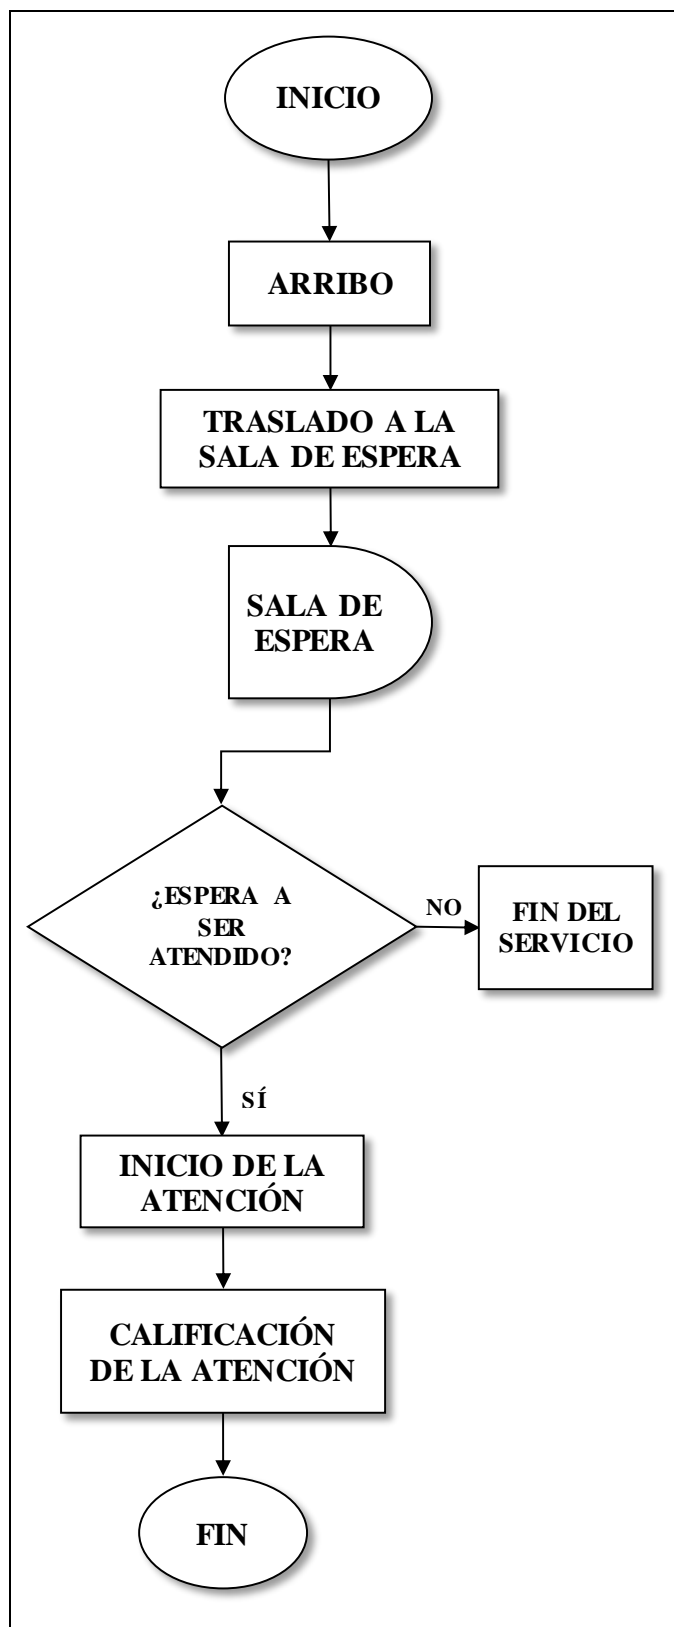 INICIO
ARRIBO
TRASLADO A LA
SALA DE ESPERA
SALA DE
ESPERA
¿ESPERA A
SER
ATENDIDO?
NO
FIN DEL
SERVICIO
SÍ
INICIO DE LA
ATENCIÓN
CALIFICACIÓN
DE LA ATENCIÓN
FIN